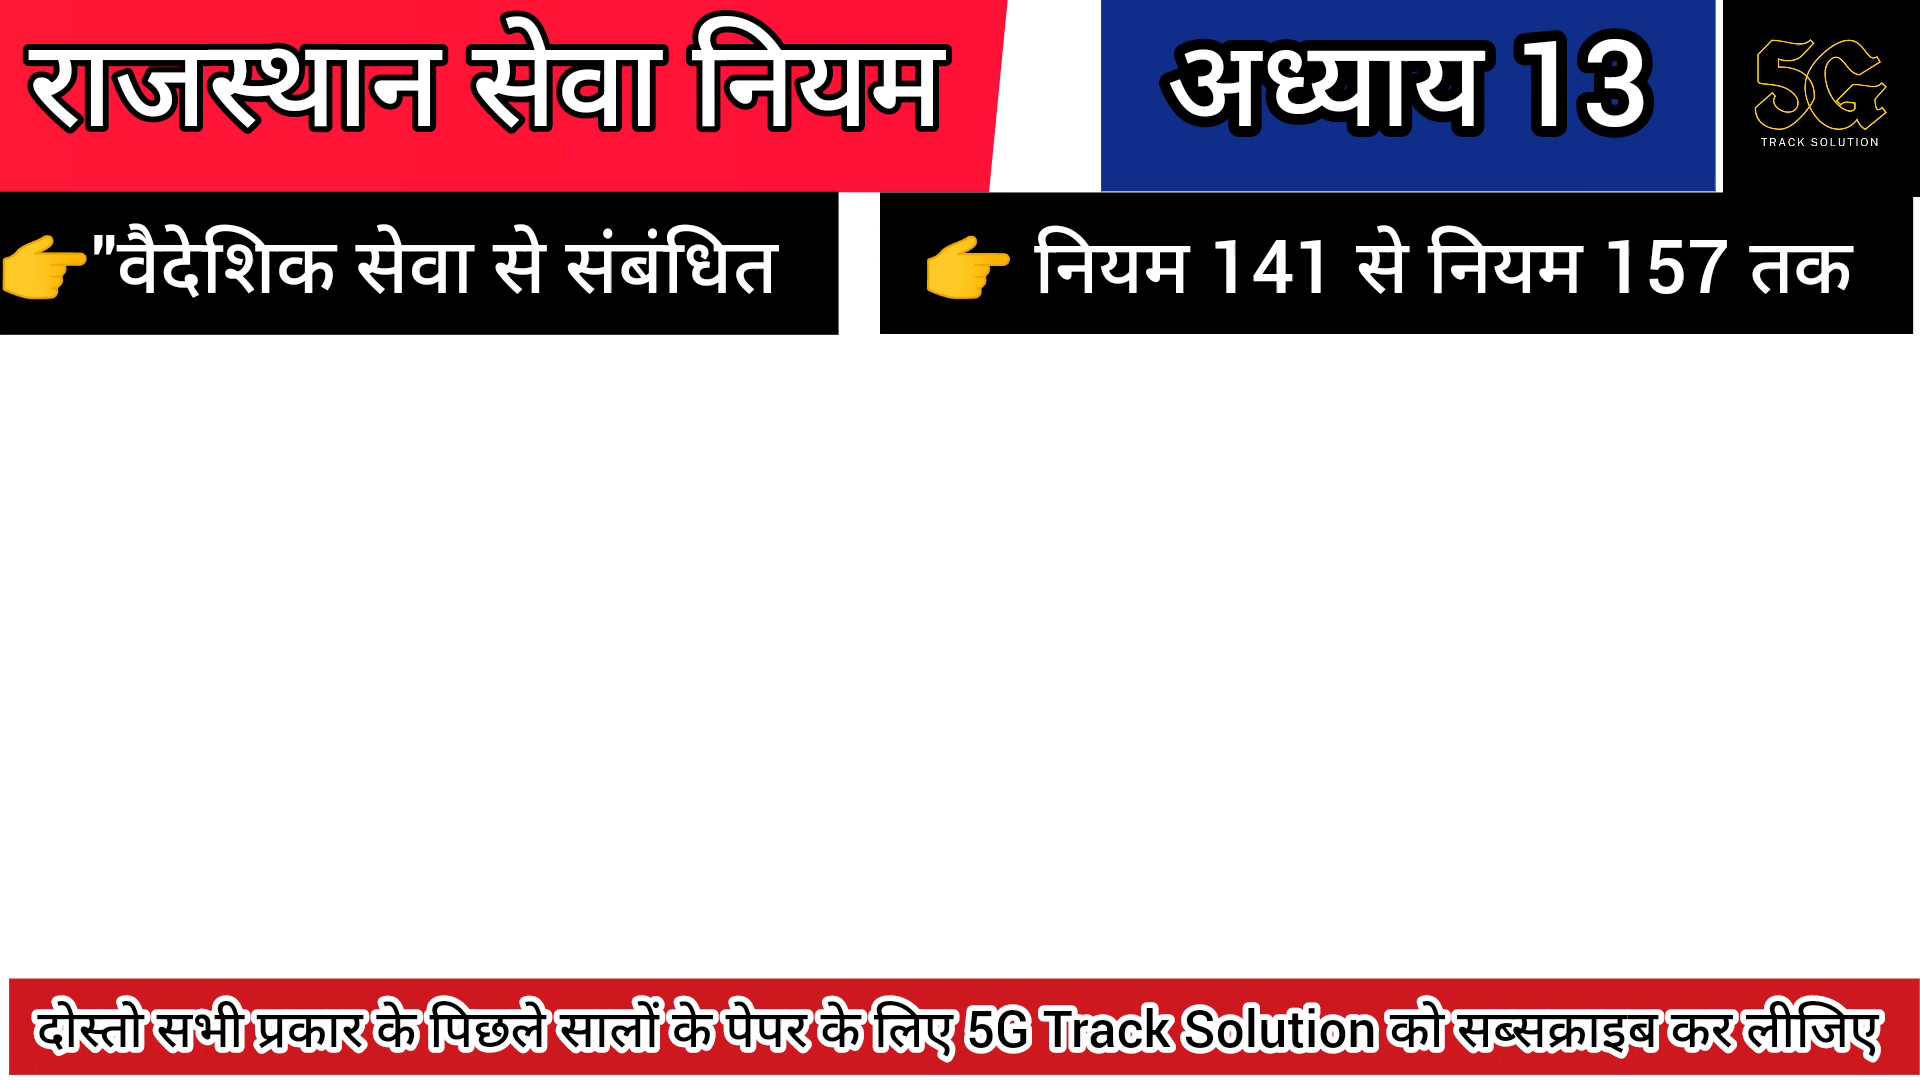 राजस्थान सेवा नियम
अध्याय 13
5G
TRACK SOLUTION
👉"वैदेशिक सेवा से संबंधित
👉 नियम 141 से नियम 157 तक
दोस्तो सभी प्रकार के पिछले सालों के पेपर के लिए 5G Track Solution को सब्सक्राइब कर लीजिए